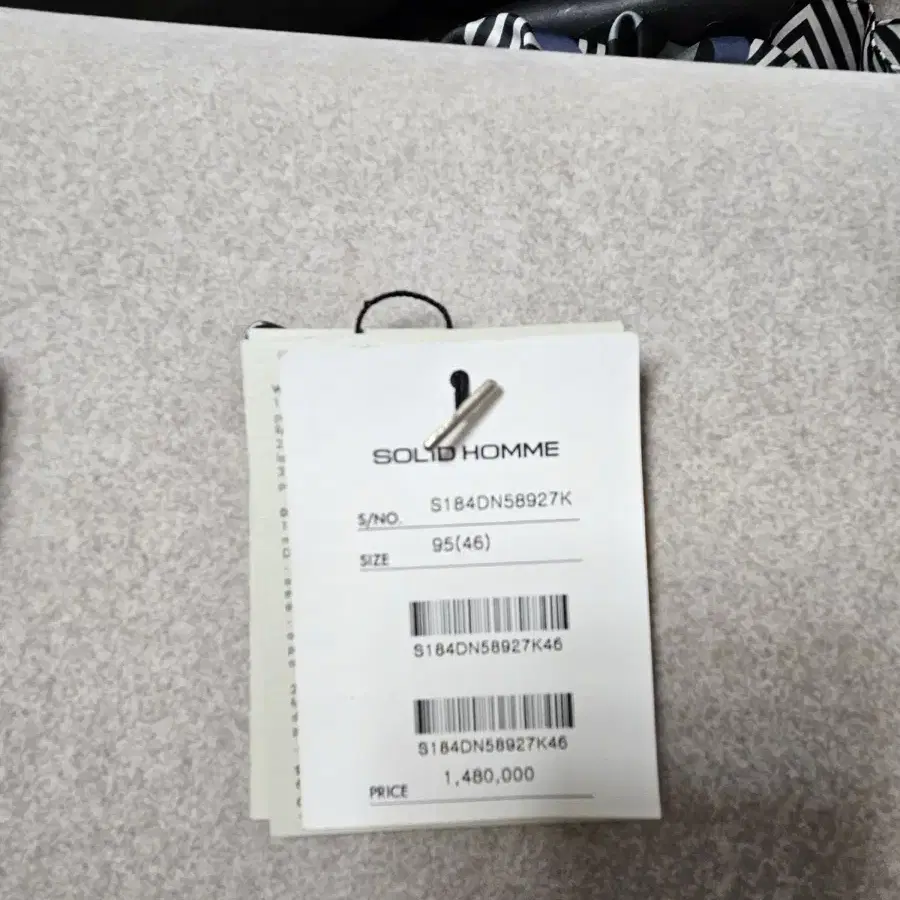 SOLID HOMME
S/NO. S184DN58927K
SIZE 95(46)
S184DN58927K46
S184DN58927K46
PRICE 1,480,000